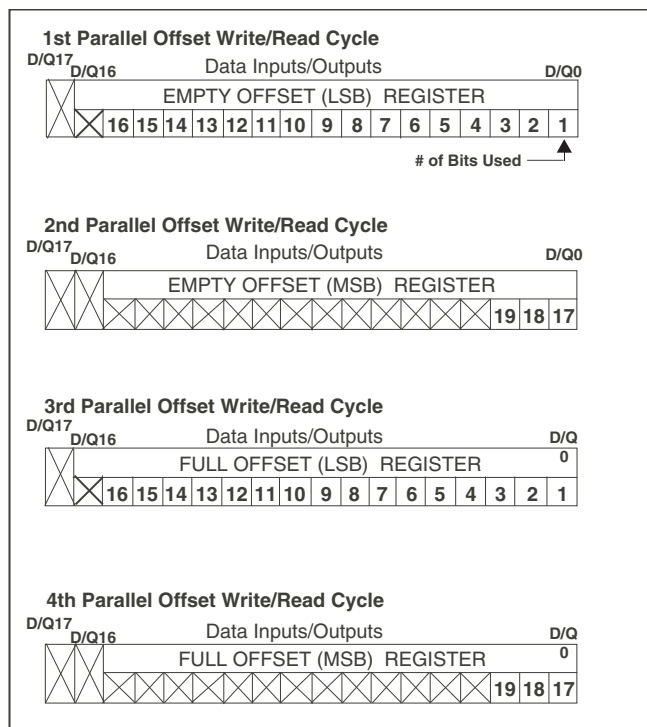 1st Parallel Offset Write/Read Cycle
D/Q17 D/Q16 Data Inputs/Outputs D/Q0
EMPTY OFFSET (LSB) REGISTER
16 15 14 13 12 11 10 9 8 7 6 5 4 3 2 1
# of Bits Used
2nd Parallel Offset Write/Read Cycle
D/Q17 D/Q16 Data Inputs/Outputs D/Q0
EMPTY OFFSET (MSB) REGISTER
19 18 17
3rd Parallel Offset Write/Read Cycle
D/Q17 D/Q16 Data Inputs/Outputs D/Q
0
FULL OFFSET (LSB) REGISTER
16 15 14 13 12 11 10 9 8 7 6 5 4 3 2 1
4th Parallel Offset Write/Read Cycle
D/Q17 D/Q16 Data Inputs/Outputs D/Q
0
FULL OFFSET (MSB) REGISTER
19 18 17